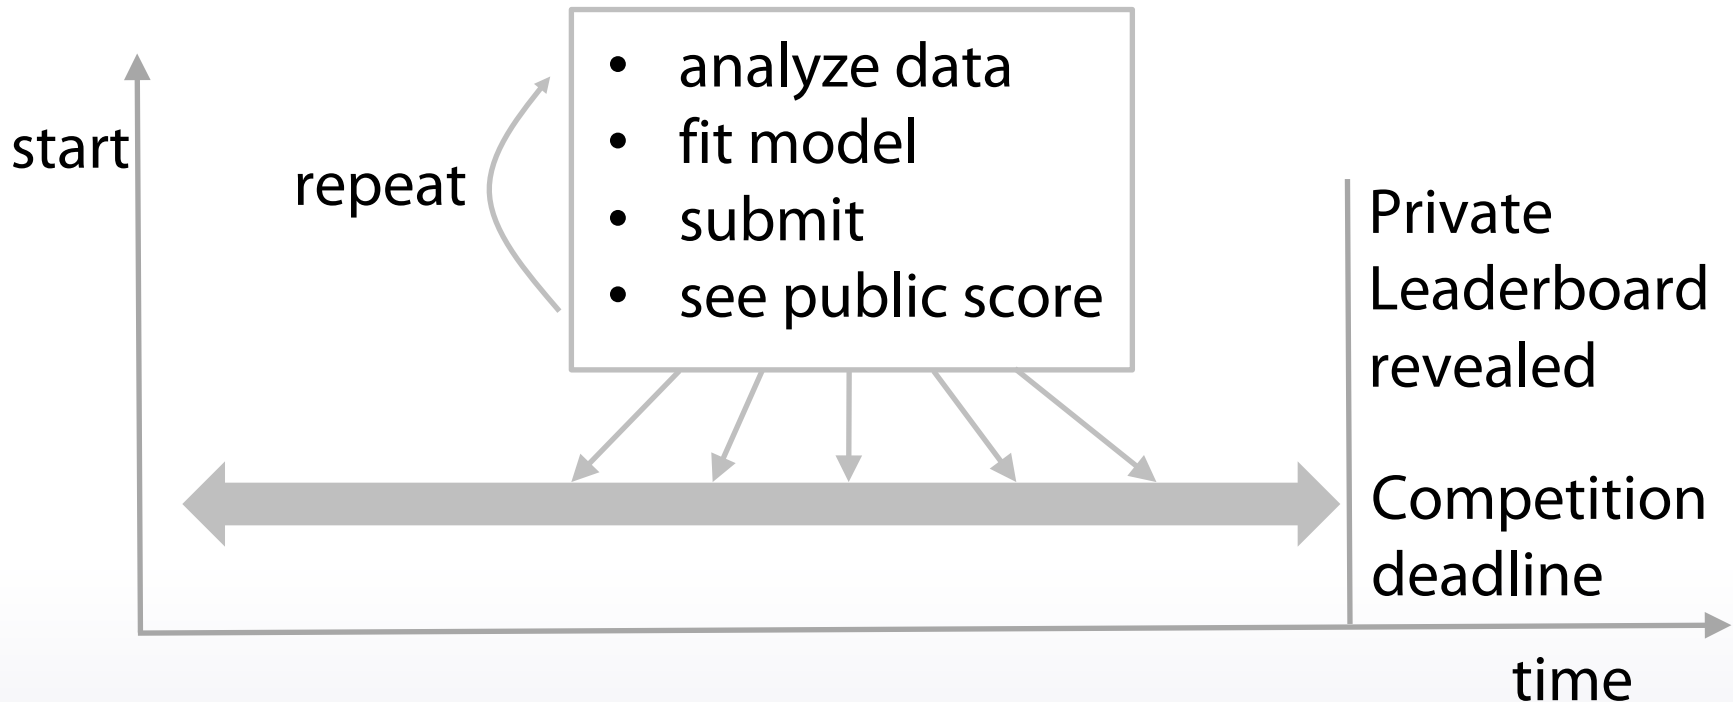 start
repeat
• analyze data
• fit model
• submit
• see public score
Private
Leaderboard
revealed
Competition
deadline
time